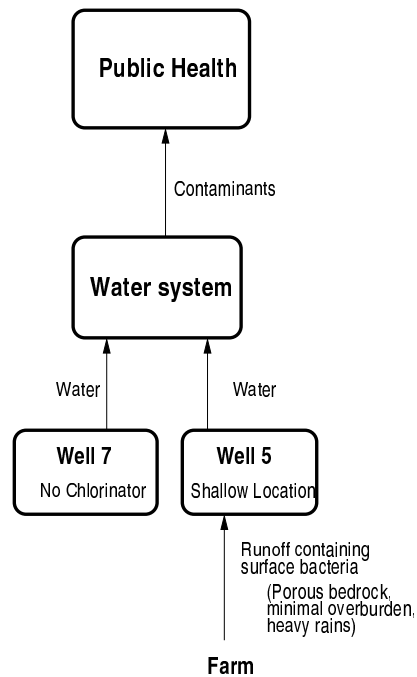 Public Health
Contaminants
Water system
Water
Water
Well 7
No Chlorinator
Well 5
Shallow Location
Runoff containing
surface bacteria
(Porous bedrock,
minimal overburden,
heavy rains)
Farm